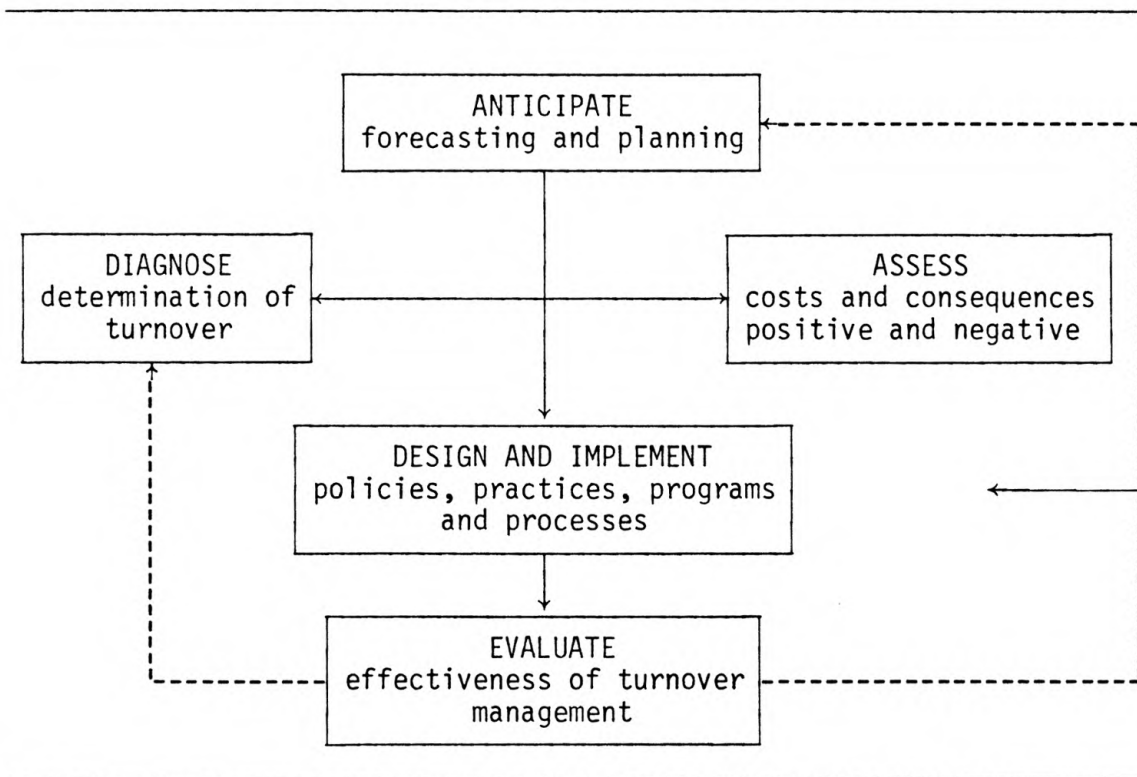 ANTICIPATE
forecasting and planning
DIAGNOSE
determination of
turnover
ASSESS
costs and consequences
positive and negative
DESIGN AND IMPLEMENT
policies, practices, programs
and processes
EVALUATE
effectiveness of turnover
management